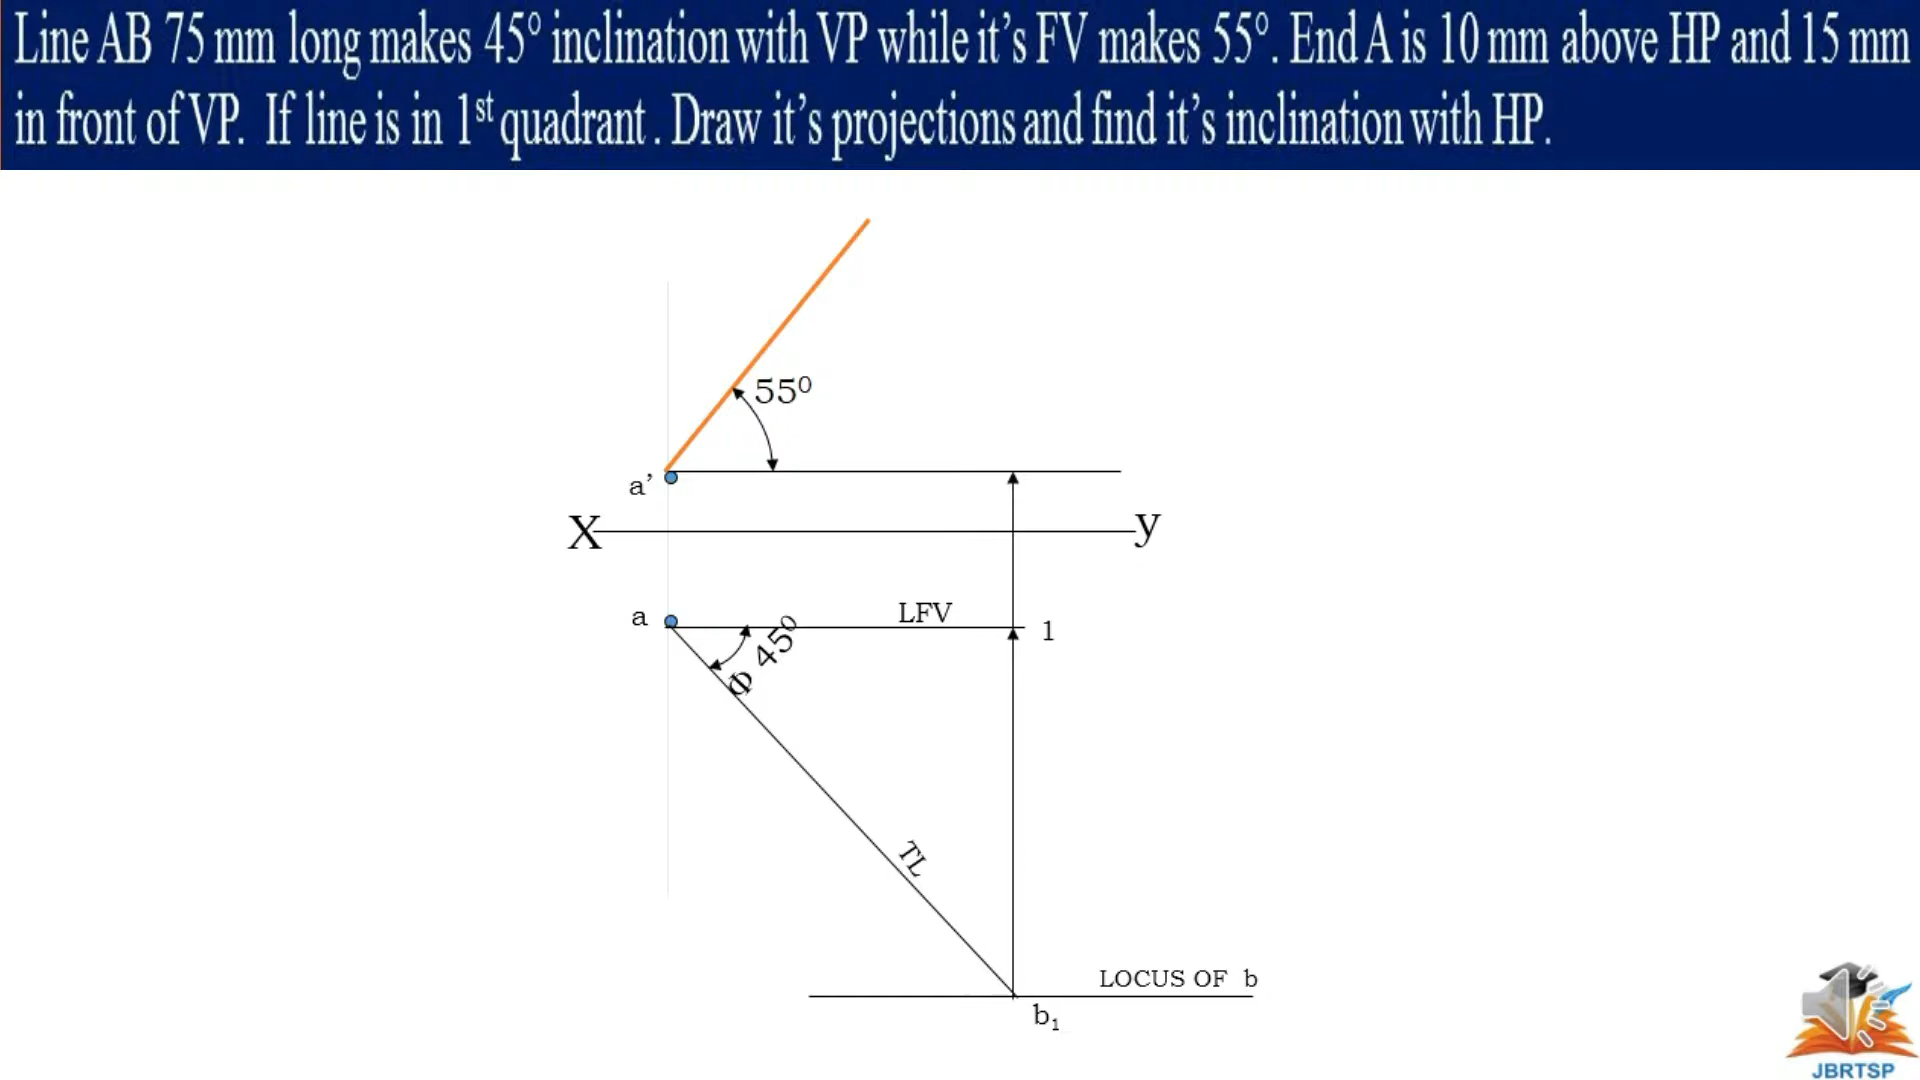 Line AB 75 mm long makes 45° inclination with VP while it’s FV makes 55°. End A is 10 mm above HP and 15 mm
in front of VP. If line is in 1st quadrant . Draw it’s projections and find it’s inclination with HP.
55⁰
a’
X
y
a
LFV
1
Φ 45⁰
TL
LOCUS OF b
b₁
JBRTSP